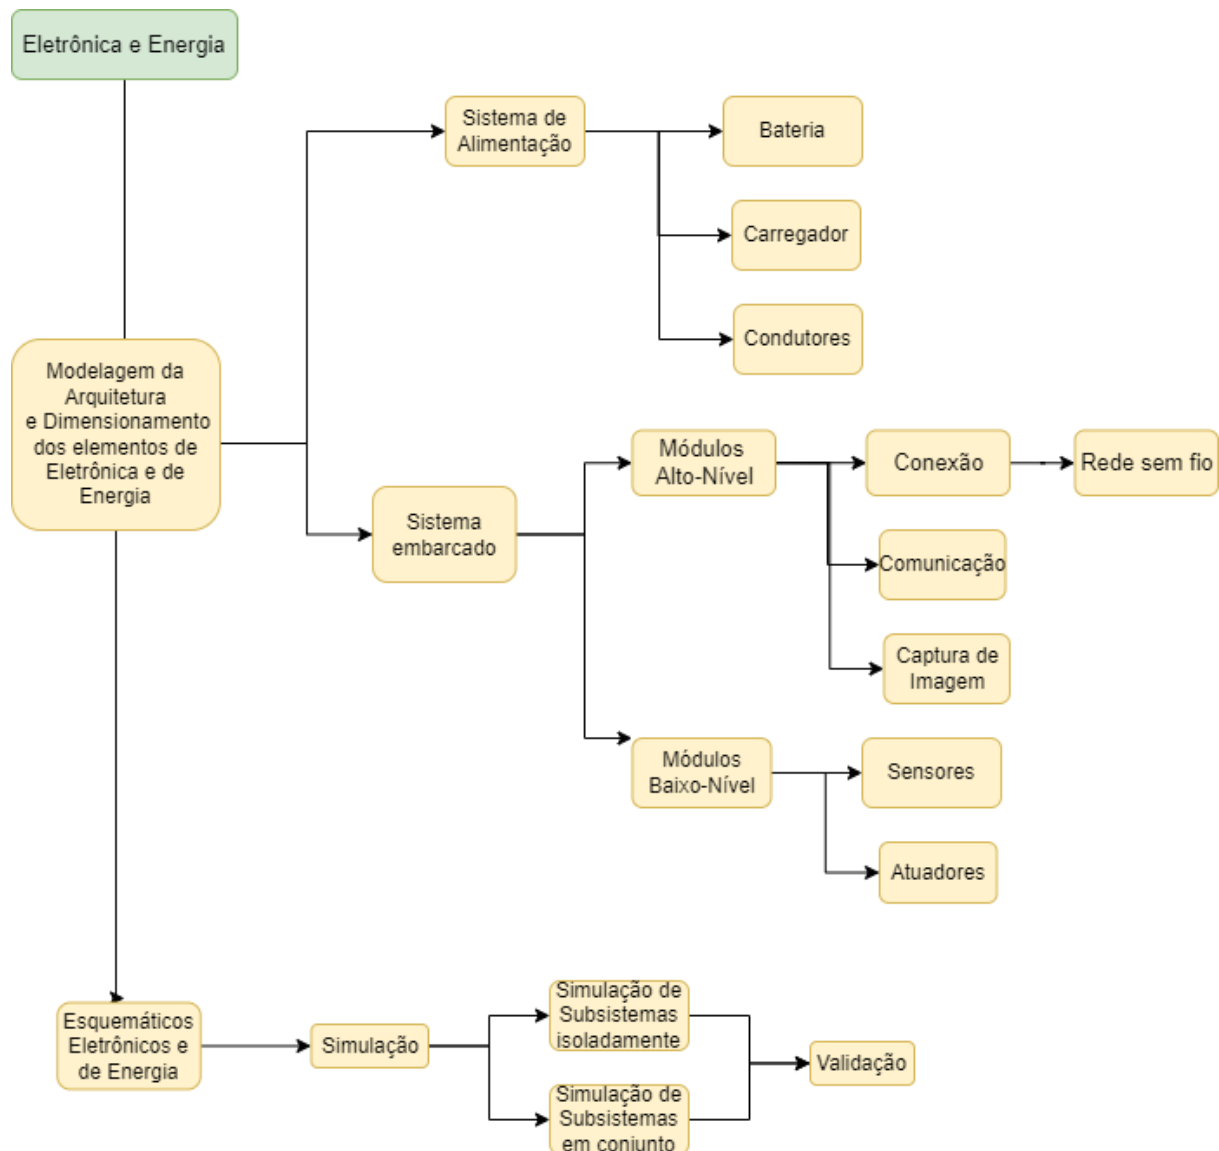 Eletrônica e Energia
Sistema de
Alimentação
Bateria
Carregador
Condutores
Modelagem da
Arquitetura
e Dimensionamento
dos elementos de
Eletrônica e de
Energia
Sistema
embarcado
Módulos
Alto-Nível
Conexão
Rede sem fio
Comunicação
Captura de
Imagem
Módulos
Baixo-Nível
Sensores
Atuadores
Esquemáticos
Eletrônicos e
de Energia
Simulação
Simulação de
Subsistemas
isoladamente
Simulação de
Subsistemas
em conjunto
Validação